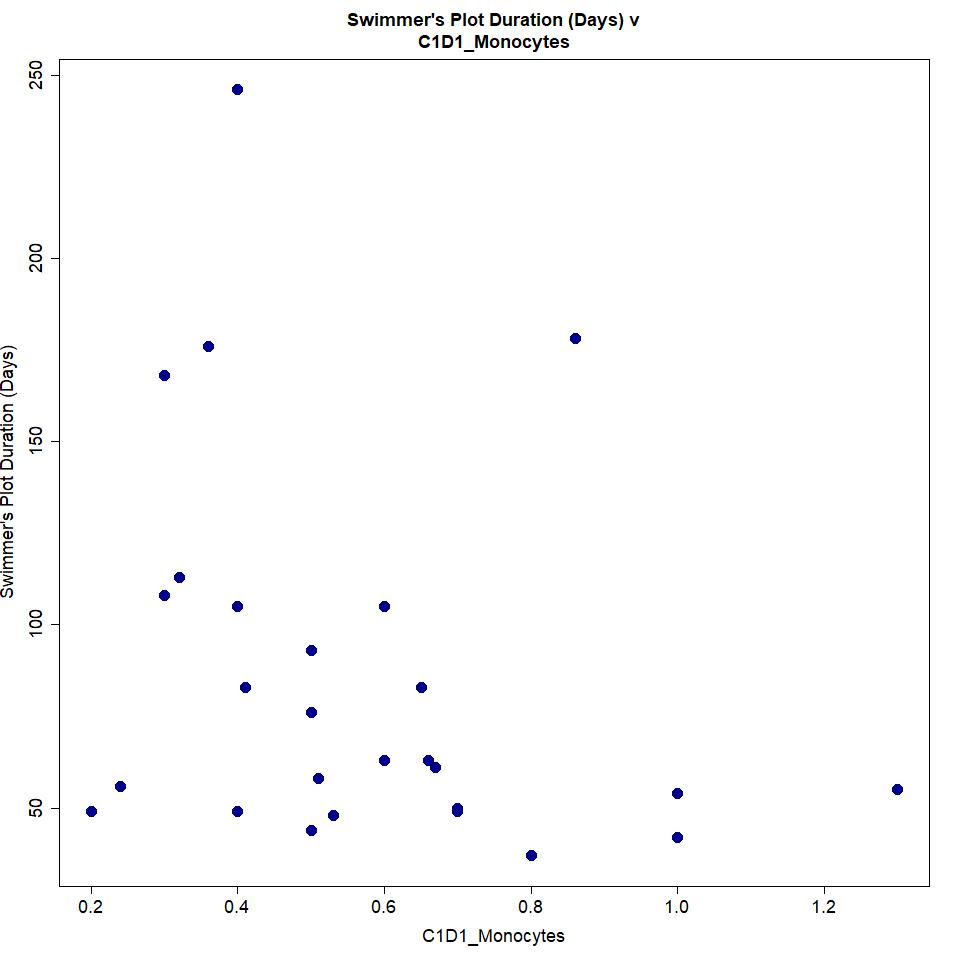 Swimmer's Plot Duration (Days) v
C1D1_Monocytes
250
200
150
100
50
Swimmer's Plot Duration (Days)
0.2 0.4 0.6 0.8 1.0 1.2
C1D1_Monocytes